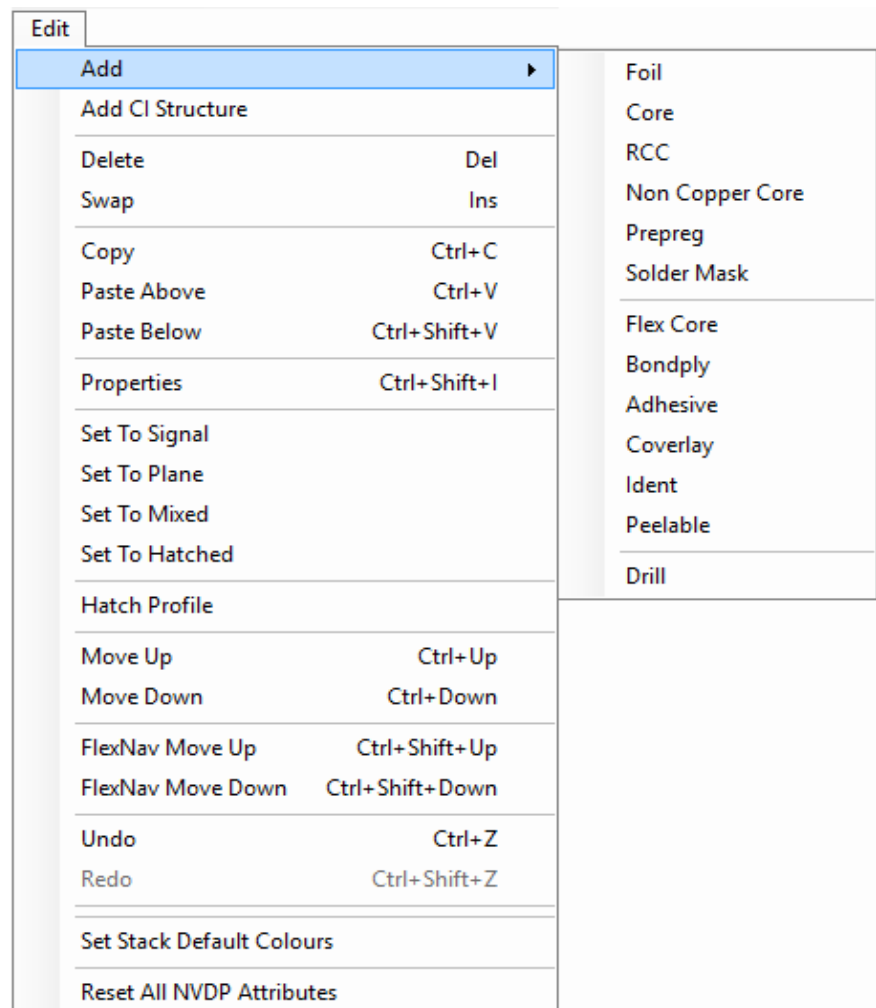 Edit
Add
Add CI Structure
Delete Del
Swap Ins
Copy Ctrl+C
Paste Above Ctrl+V
Paste Below Ctrl+Shift+V
Properties Ctrl+Shift+I
Set To Signal
Set To Plane
Set To Mixed
Set To Hatched
Hatch Profile
Move Up Ctrl+Up
Move Down Ctrl+Down
FlexNav Move Up Ctrl+Shift+Up
FlexNav Move Down Ctrl+Shift+Down
Undo Ctrl+Z
Redo Ctrl+Shift+Z
Set Stack Default Colours
Reset All NVDP Attributes
Foil
Core
RCC
Non Copper Core
Prepreg
Solder Mask
Flex Core
Bondply
Adhesive
Coverlay
Ident
Peelable
Drill